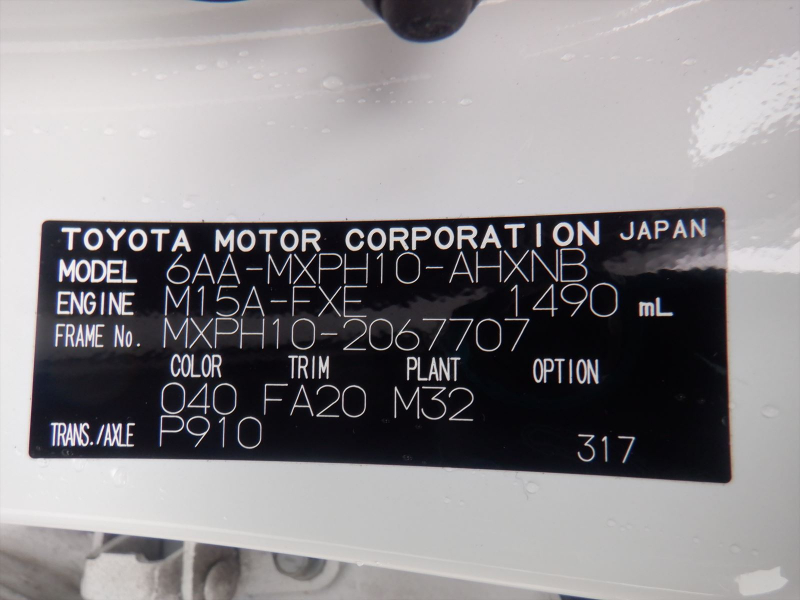 TOYOTA MOTOR CORPORATION JAPAN
MODEL 6AA-MXPH10-AHXNB
ENGINE M15A-FXE 1490 mL
FRAME No. MXPH10-2067707
COLOR TRIM PLANT OPTION
040 FA20 M32
TRANS./AXLE P910 317